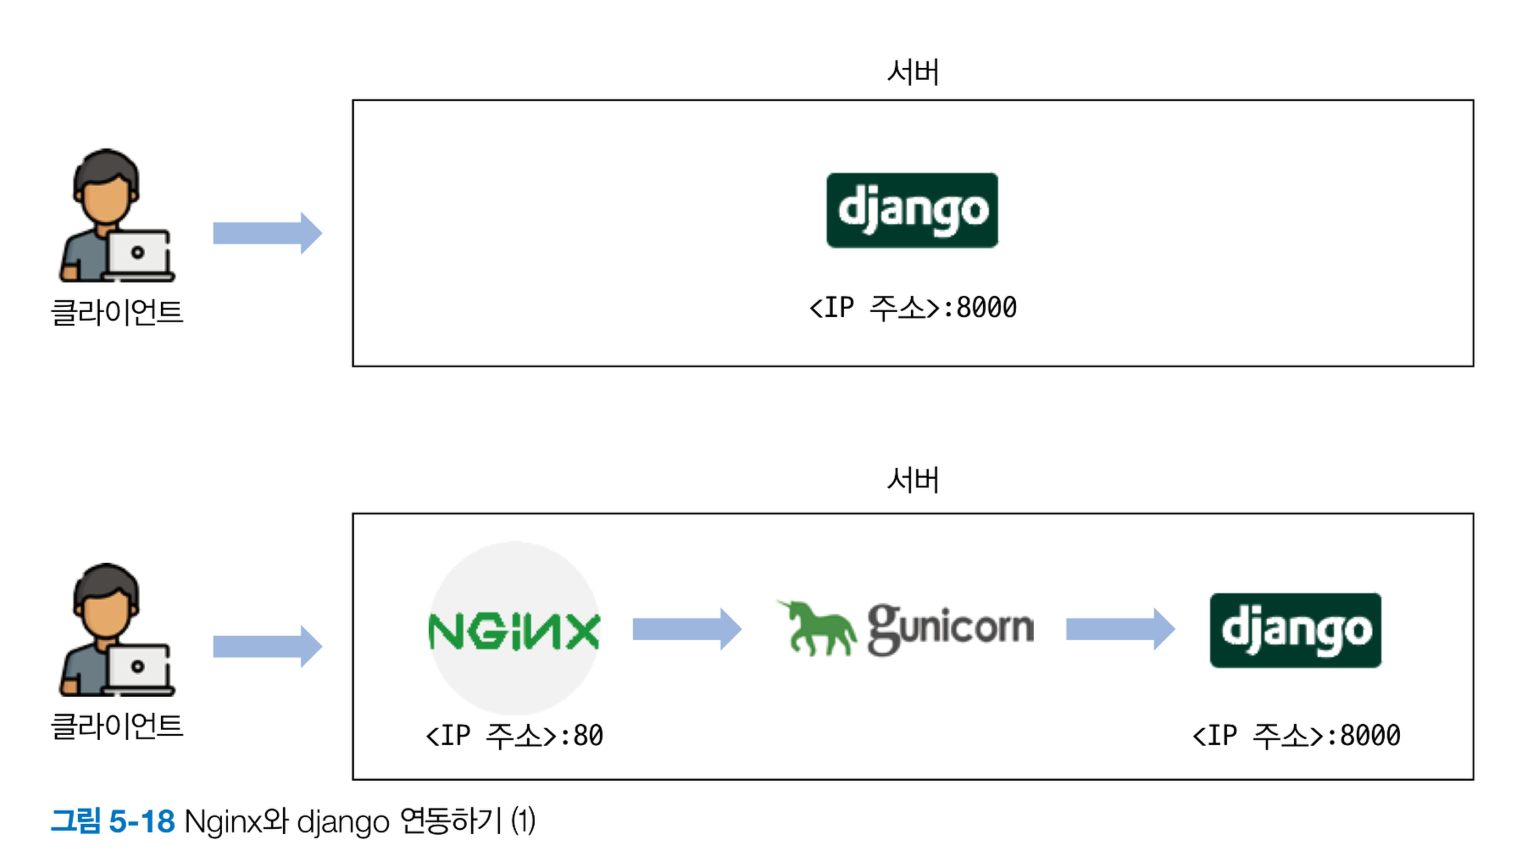 서버
django
<IP 주소>:8000
클라이언트
서버
NGiNX
gunicorn
django
<IP 주소>:80
<IP 주소>:8000
클라이언트
그림 5-18 Nginx와 django 연동하기 (1)